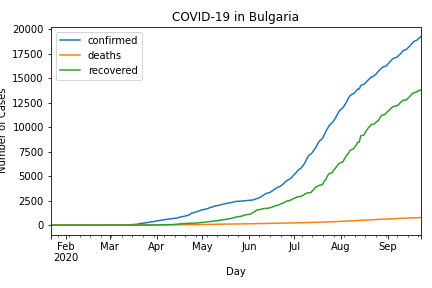 COVID-19 in Bulgaria
confirmed
deaths
recovered
20000
17500
15000
12500
10000
7500
5000
2500
0
Number of Cases
Feb Mar Apr May Jun Jul Aug Sep
2020
Day